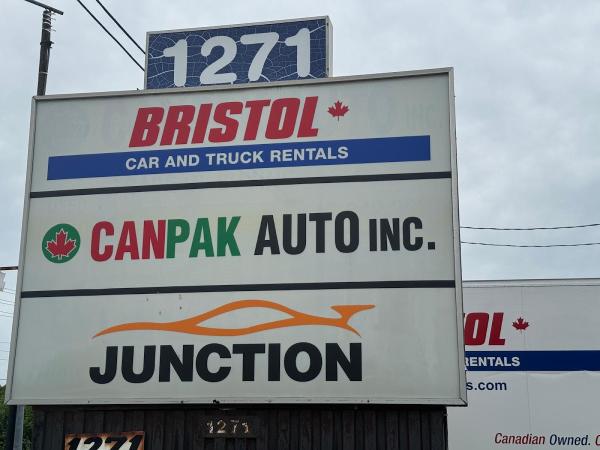 1271
BRISTOL
CAR AND TRUCK RENTALS
CANPAK AUTO INC.
JUNCTION
1271
1271
OL
RENTALS
s.com
Canadian Owned.